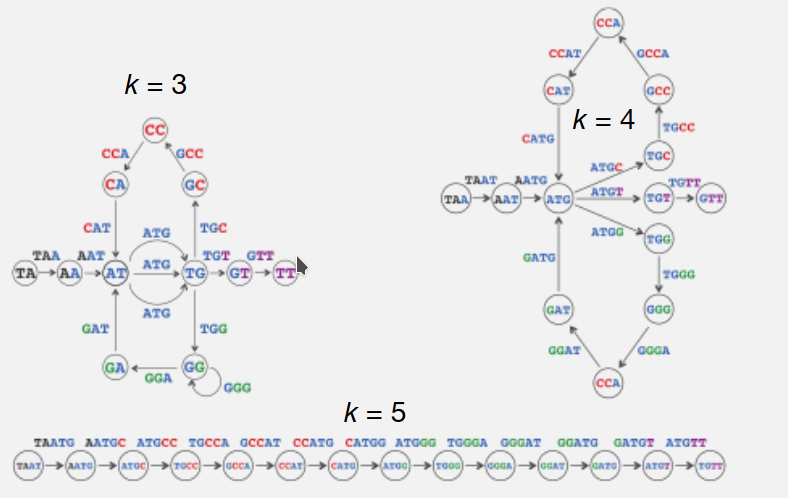 k = 3
CC
CCA GCC
CA GC
CAT ATG TGC
TAA AAT ATG TGT GTT
TA AA AT TG GT TT
ATG
GAT TGG
GA GG
GGA GGG
k = 4
CCA
CCAT GCCA
CAT GCC
CATG TGCC
ATGC TGC
TAAT AATG ATGT TGTT
TAA AAT ATG TGT GTT
ATGG TGG
GATG TGGG
GAT GGG
GGAT GGGA
CCA
k = 5
TAATG AATGC ATGCC TGCCA GCCAT CCATG CATGG ATGGG TGGGA GGGAT GGATG GATGT ATGTT
TAAT AATG ATGC TGCC GCCA CCAT CATG ATGG TGGG GGGA GGAT GATG ATGT TGTT